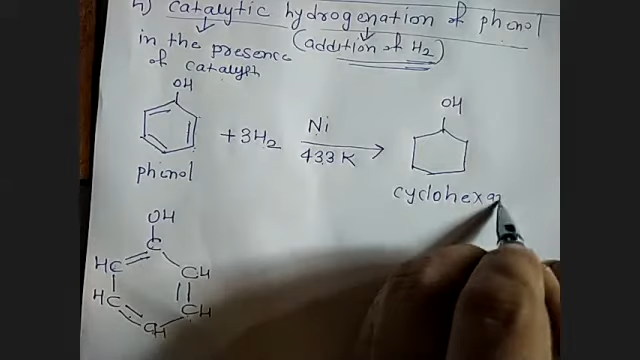 h) catalytic hydrogenation of phenol
in the presence
of catalyst
(addition of H2)
OH
+3H2
Ni
433 K
OH
phenol
cyclohexa
OH
C
HC
CH
HC
CH
CH